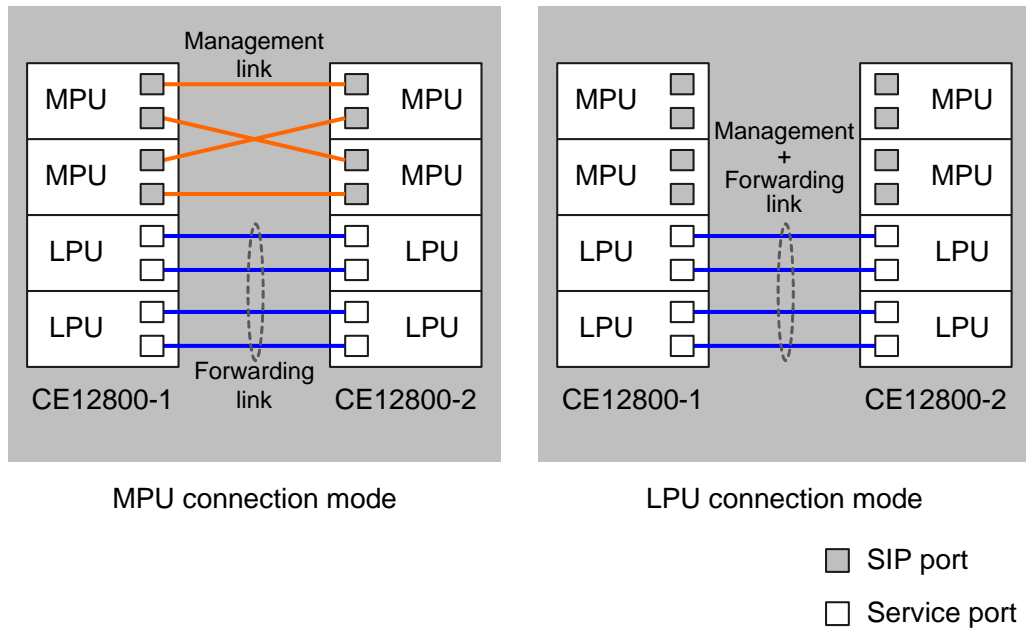 Management
link
MPU
MPU
MPU
MPU
LPU
LPU
LPU
LPU
Forwarding
link
CE12800-1
CE12800-2
MPU connection mode
MPU
MPU
Management
+
Forwarding
link
MPU
MPU
LPU
LPU
LPU
LPU
CE12800-1
CE12800-2
LPU connection mode
SIP port
Service port